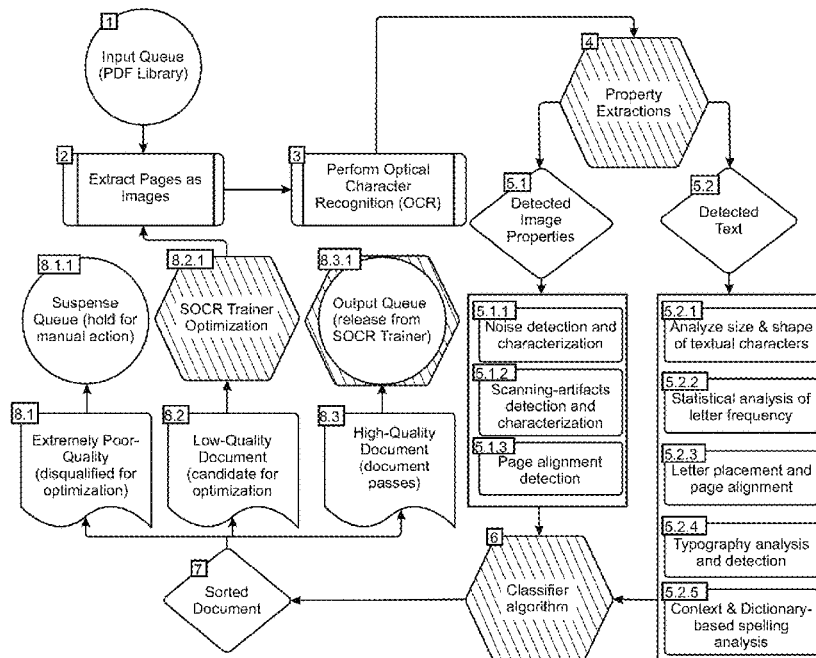 1
Input Queue
(PDF Library)
2
Extract Pages as
Images
3
Perform Optical
Character
Recognition (OCR)
4
Property
Extractions
5.1
Detected
Image
Properties
5.2
Detected
Text
5.1.1
Noise detection and
characterization
5.1.2
Scanning-artifacts
detection and
characterization
5.1.3
Page alignment
detection
5.2.1
Analyze size & shape
of textual characters
5.2.2
Statistical analysis of
letter frequency
5.2.3
Letter placement and
page alignment
5.2.4
Typography analysis
and detection
5.2.5
Context & Dictionary-
based spelling
analysis
6
Classifier
algorithm
7
Sorted
Document
8.1
Extremely Poor-
Quality
(disqualified for
optimization)
8.2
Low-Quality
Document
(candidate for
optimization
8.3
High-Quality
Document
(document
passes)
8.1.1
Suspense
Queue (hold for
manual action)
8.2.1
SOCR Trainer
Optimization
8.3.1
Output Queue
(release from
SOCR Trainer)